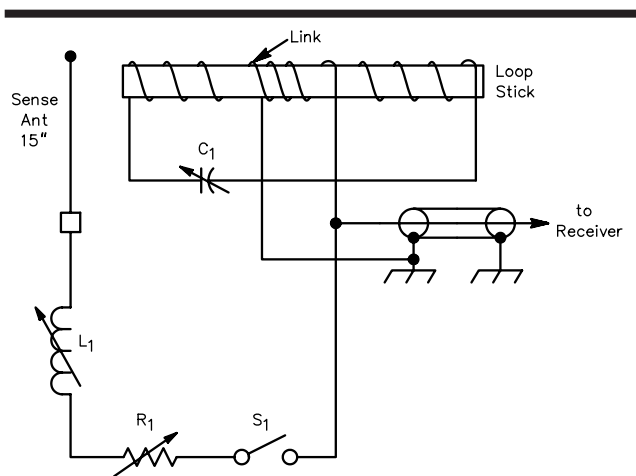 Link
Loop
Stick
Sense
Ant
15"
C1
to
Receiver
L1
R1
S1